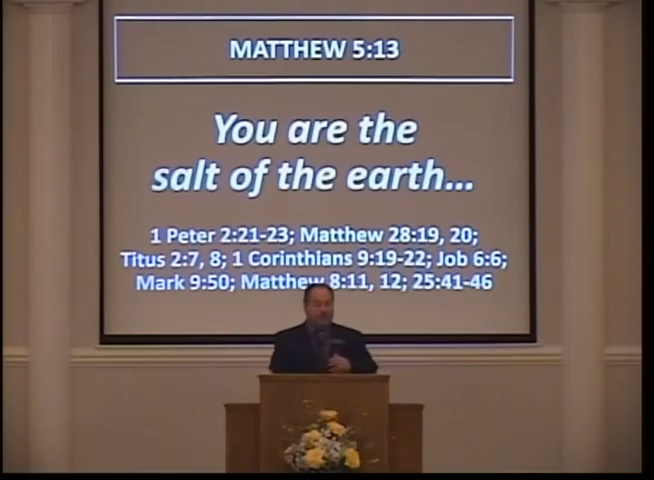 MATTHEW 5:13
You are the
salt of the earth...
1 Peter 2:21-23; Matthew 28:19, 20;
Titus 2:7, 8; 1 Corinthians 9:19-22; Job 6:6;
Mark 9:50; Matthew 8:11, 12; 25:41-46